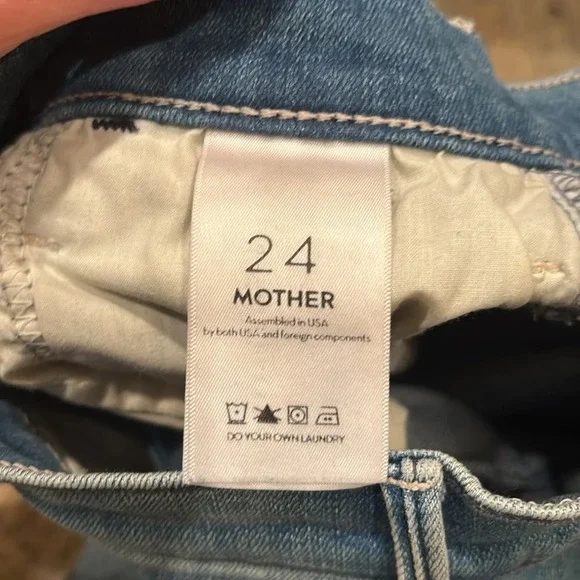 24
MOTHER
Assembled in USA
by both USA and foreign components
DO YOUR OWN LAUNDRY